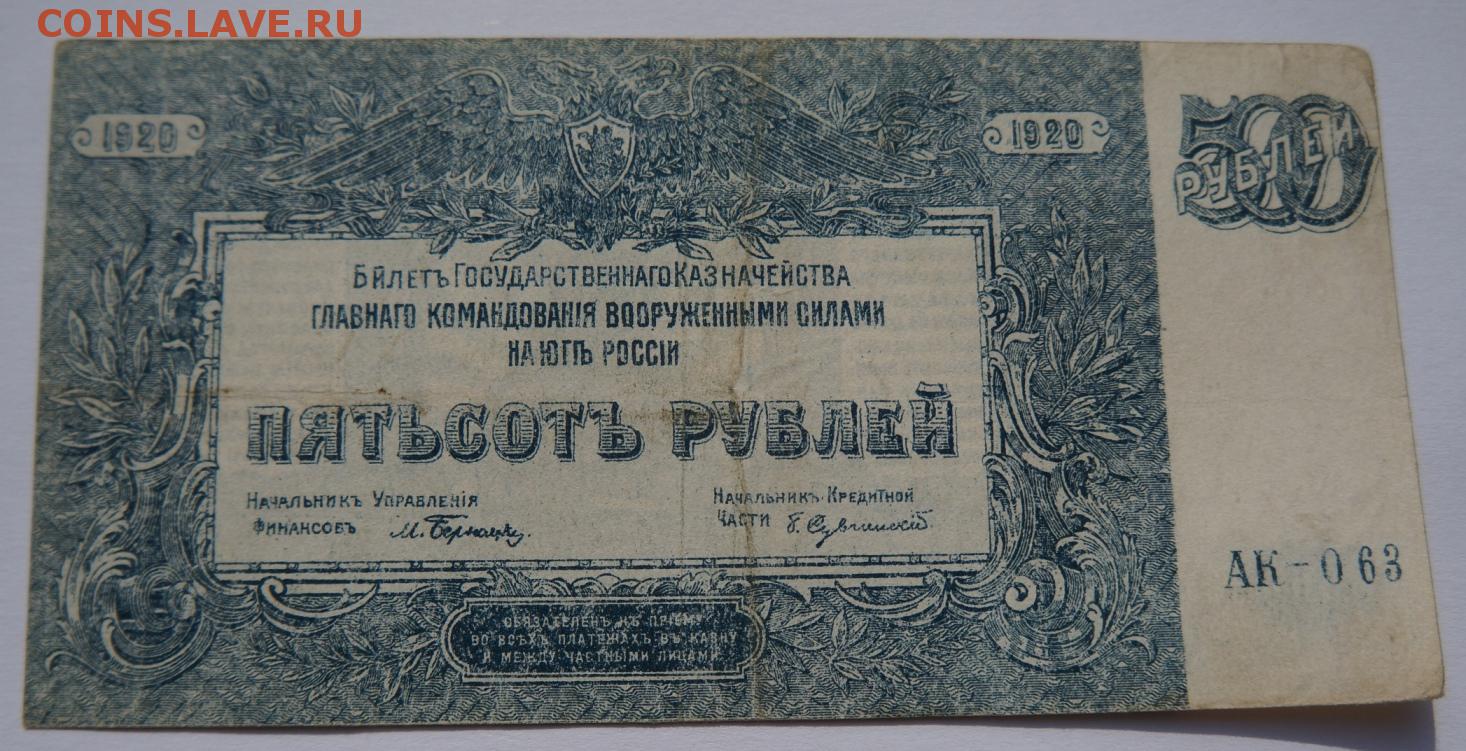 COINS.LAVE.RU
1920
1920
500
РУБЛЕЙ
БИЛЕТЪ ГОСУДАРСТВЕННАГО КАЗНАЧЕЙСТВА
ГЛАВНАГО КОМАНДОВАНІЯ ВООРУЖЕННЫМИ СИЛАМИ
НА ЮГѢ РОССІИ
ПЯТЬСОТЪ РУБЛЕЙ
НАЧАЛЬНИКЪ УПРАВЛЕНІЯ
ФИНАНСОВЪ М. Бернацкій.
НАЧАЛЬНИКЪ КРЕДИТНОЙ
ЧАСТИ Б. Сувчинскій
АК-063
ОБЯЗАТЕЛЕНЪ КЪ ПРІЕМУ
ВО ВСѢХЪ ПЛАТЕЖАХЪ ВЪ КАЗНУ
И МЕЖДУ ЧАСТНЫМИ ЛИЦАМИ